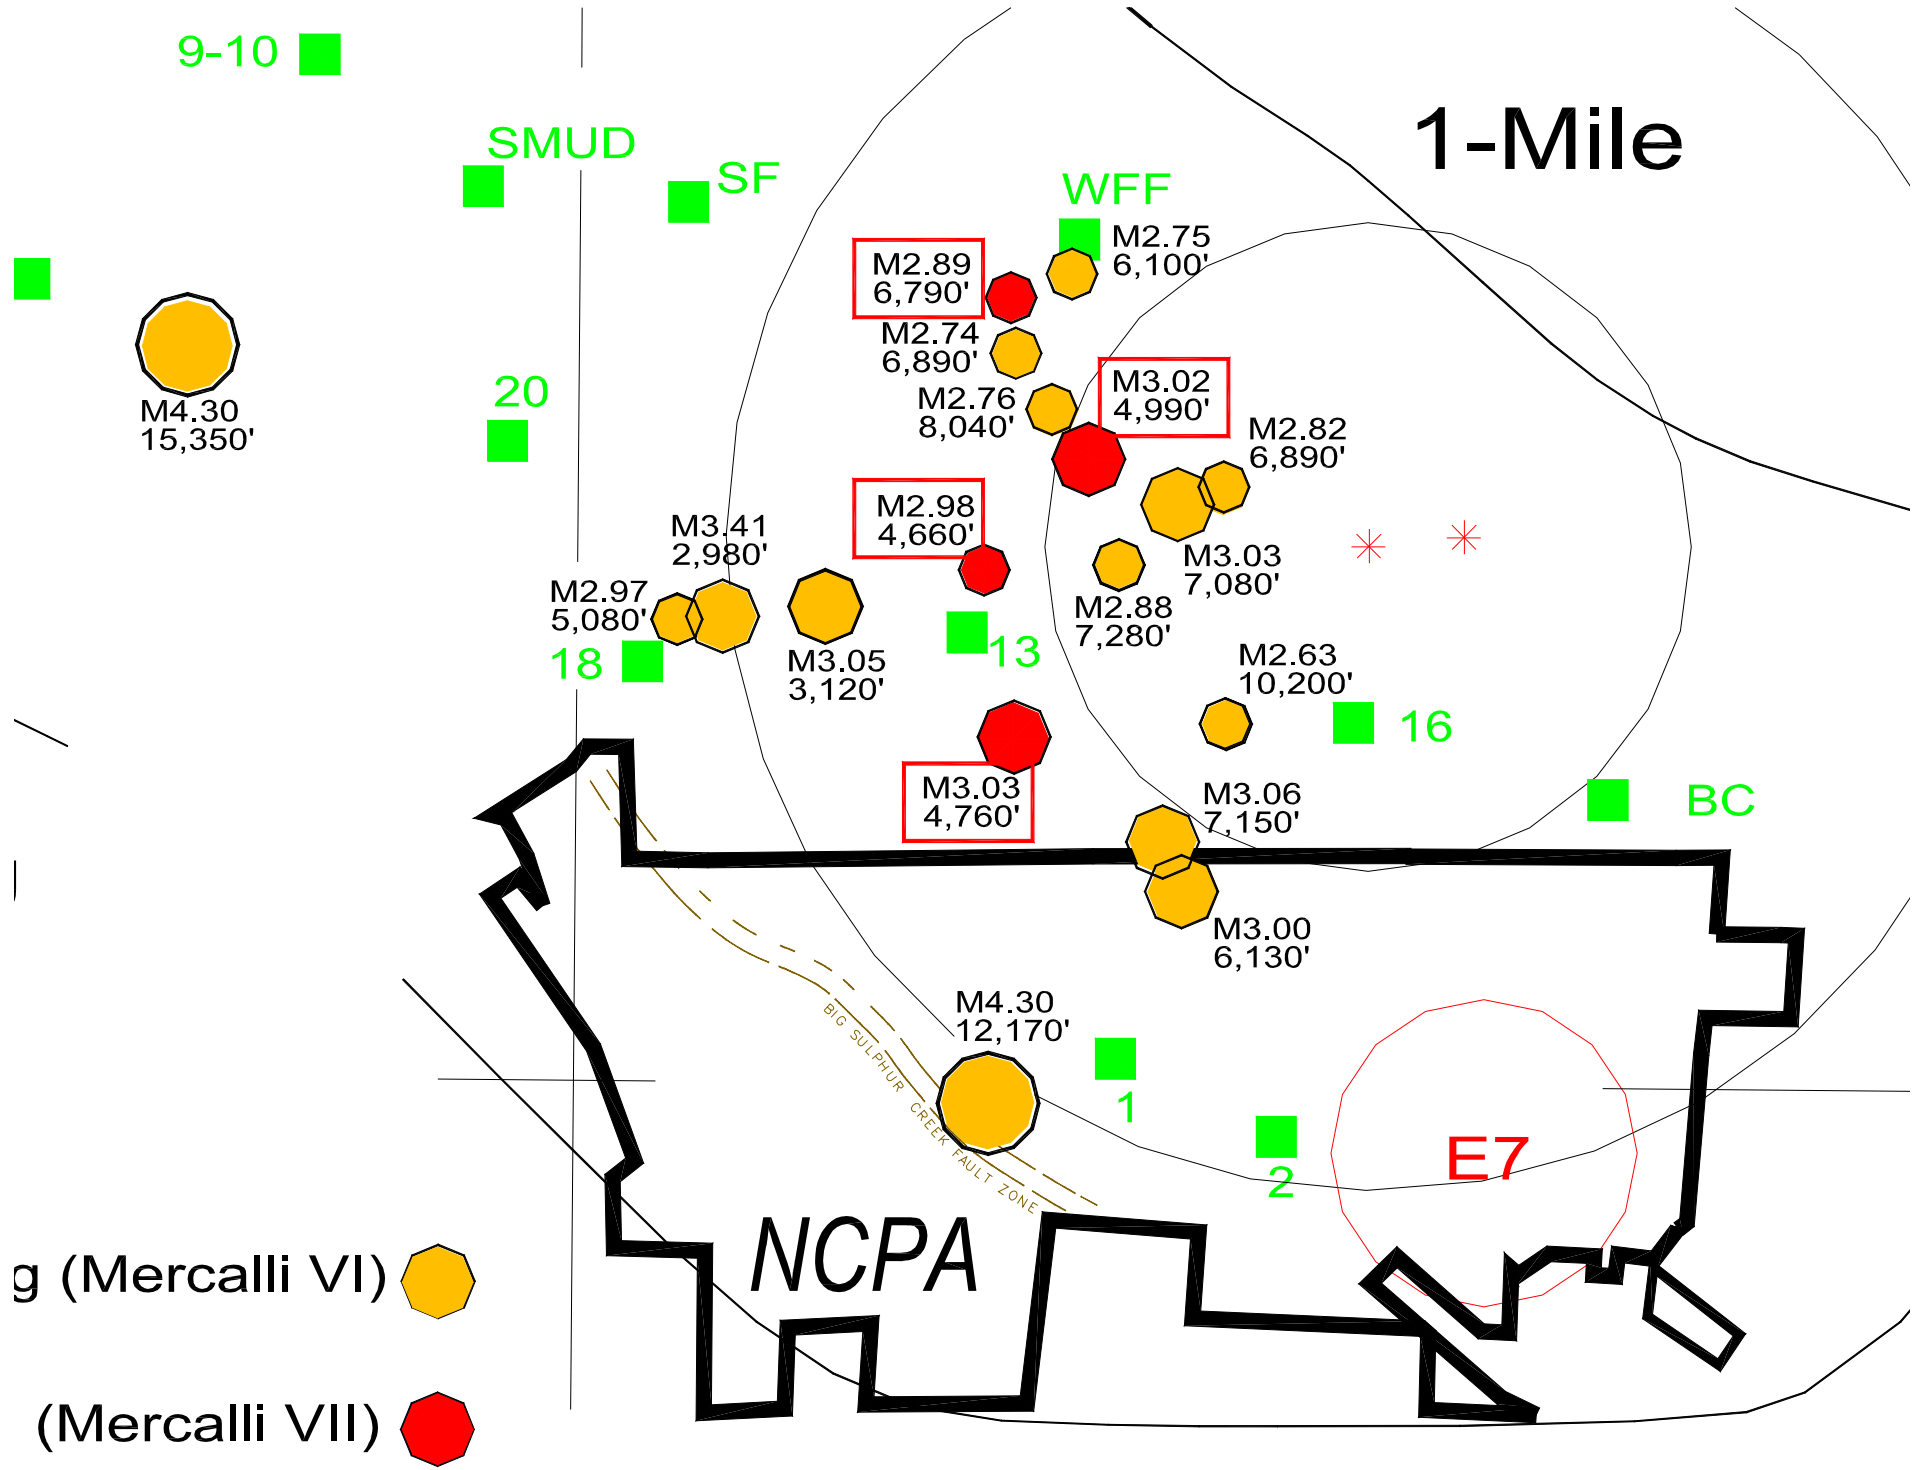 9-10
SMUD
SF
1-Mile
WFF
M2.75
6,100'
M2.89
6,790'
M2.74
6,890'
M3.02
4,990'
M2.76
8,040'
20
M4.30
15,350'
M2.82
6,890'
M2.98
4,660'
M3.41
2,980'
M3.03
7,080'
M2.97
5,080'
M2.88
7,280'
18
13
M3.05
3,120'
M2.63
10,200'
16
M3.03
4,760'
M3.06
7,150'
BC
M3.00
6,130'
M4.30
12,170'
BIG SULPHUR CREEK FAULT ZONE
1
E7
2
NCPA
g (Mercalli VI)
(Mercalli VII)